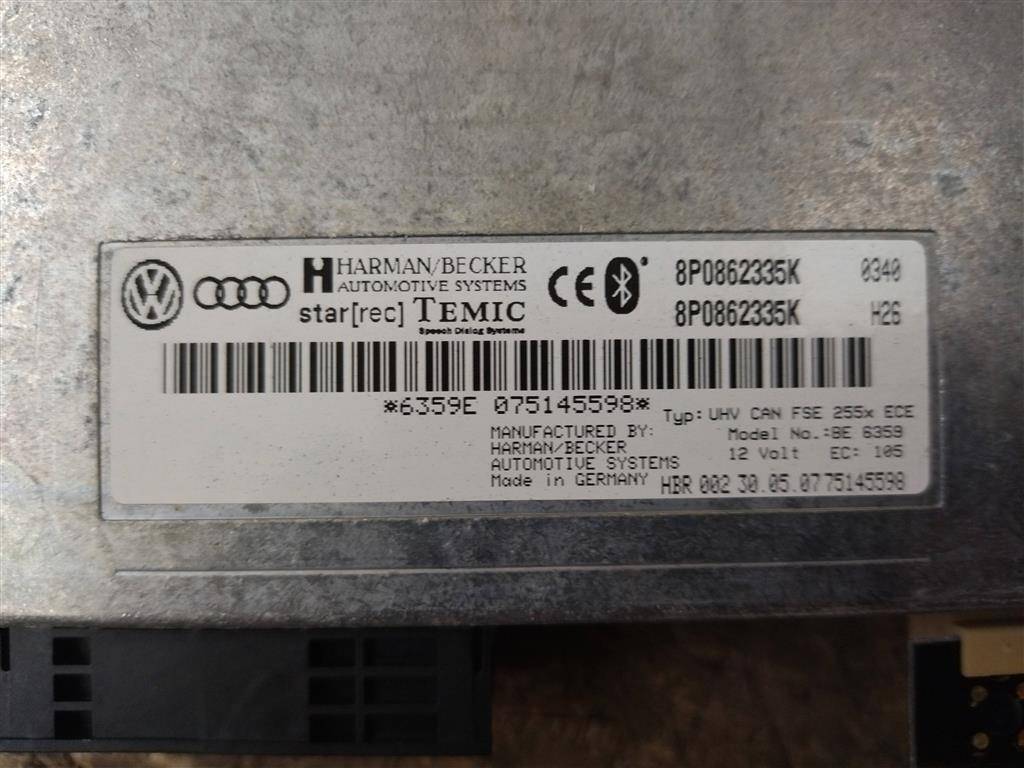 HARMAN/BECKER
AUTOMOTIVE SYSTEMS
star[rec] TEMIC
Speech Dialog Systems
CE
8P0862335K 0340
8P0862335K H26
*6359E 075145598*
Typ: UHV CAN FSE 255x ECE
MANUFACTURED BY:
HARMAN/BECKER
AUTOMOTIVE SYSTEMS
Made in GERMANY
Model No.:BE 6359
12 Volt EC: 105
HBR 002 30.05.07 75145598